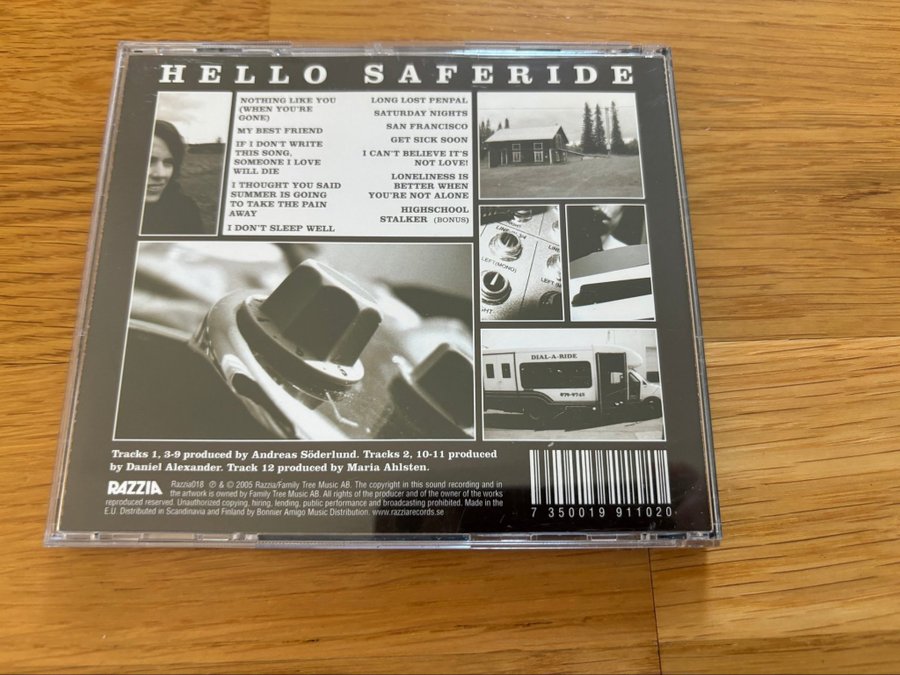 HELLO SAFERIDE
NOTHING LIKE YOU
(WHEN YOU'RE
GONE)
MY BEST FRIEND
IF I DON'T WRITE
THIS SONG,
SOMEONE I LOVE
WILL DIE
I THOUGHT YOU SAID
SUMMER IS GOING
TO TAKE THE PAIN
AWAY
I DON'T SLEEP WELL
LONG LOST PENPAL
SATURDAY NIGHTS
SAN FRANCISCO
GET SICK SOON
I CAN'T BELIEVE IT'S
NOT LOVE!
LONELINESS IS
BETTER WHEN
YOU'RE NOT ALONE
HIGHSCHOOL
STALKER (BONUS)
LEFT (MONO)
DIAL-A-RIDE
Tracks 1, 3-9 produced by Andreas Söderlund. Tracks 2, 10-11 produced
by Daniel Alexander. Track 12 produced by Maria Ahlsten.
RAZZIA
Razzia018 ℗ & © 2005 Razzia/Family Tree Music AB. The copyright in this sound recording and in
the artwork is owned by Family Tree Music AB. All rights of the producer and of the owner of the works
reproduced reserved. Unauthorized copying, hiring, lending, public performance and broadcasting prohibited. Made in the
E.U. Distributed in Scandinavia and Finland by Bonnier Amigo Music Distribution. www.razziarecords.se
7 350019 911020